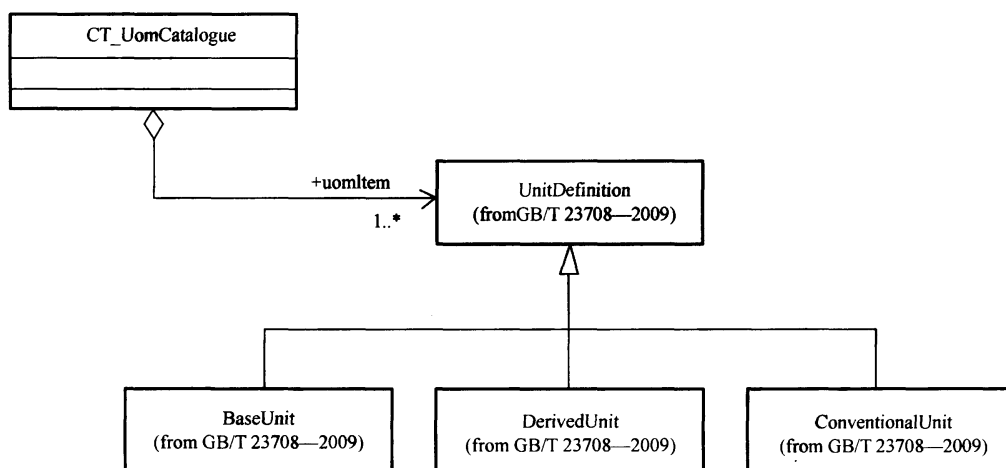 CT_UomCatalogue
+uomItem
1..*
UnitDefinition
(fromGB/T 23708—2009)
BaseUnit
(from GB/T 23708—2009)
DerivedUnit
(from GB/T 23708—2009)
ConventionalUnit
(from GB/T 23708—2009)